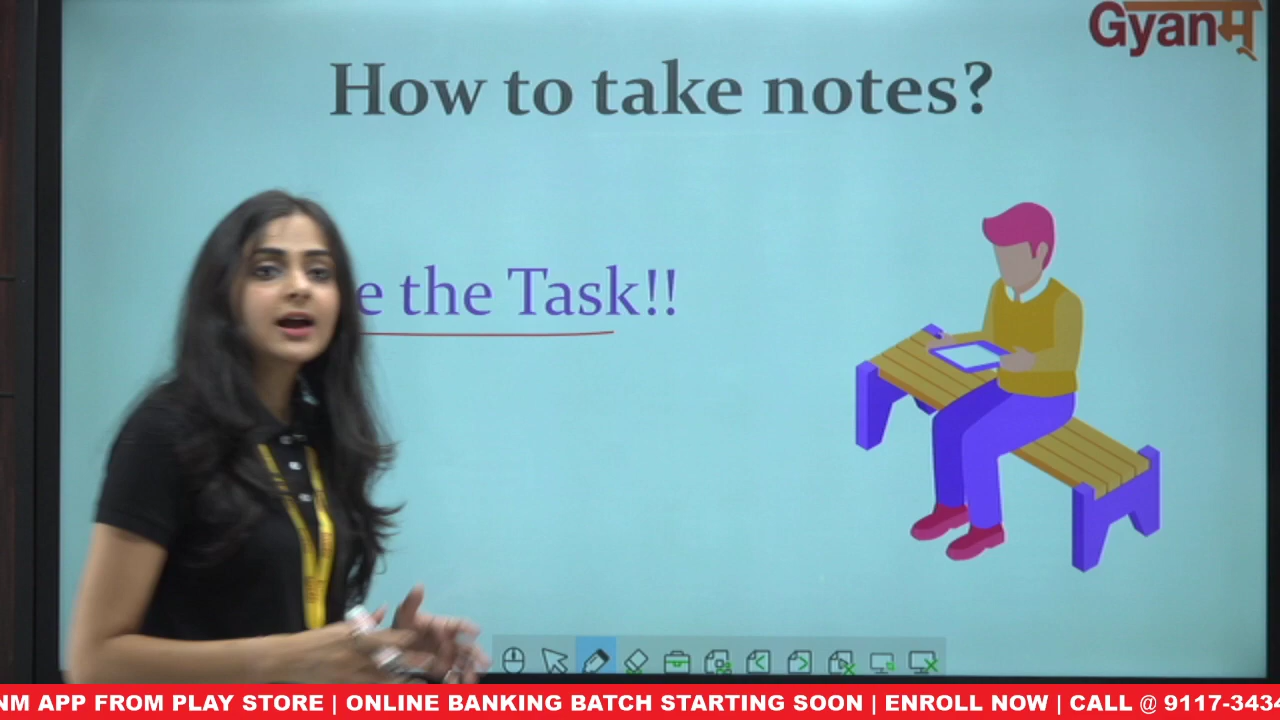 Gyanम्
How to take notes?
e the Task!!
NM APP FROM PLAY STORE | ONLINE BANKING BATCH STARTING SOON | ENROLL NOW | CALL @ 9117-3434